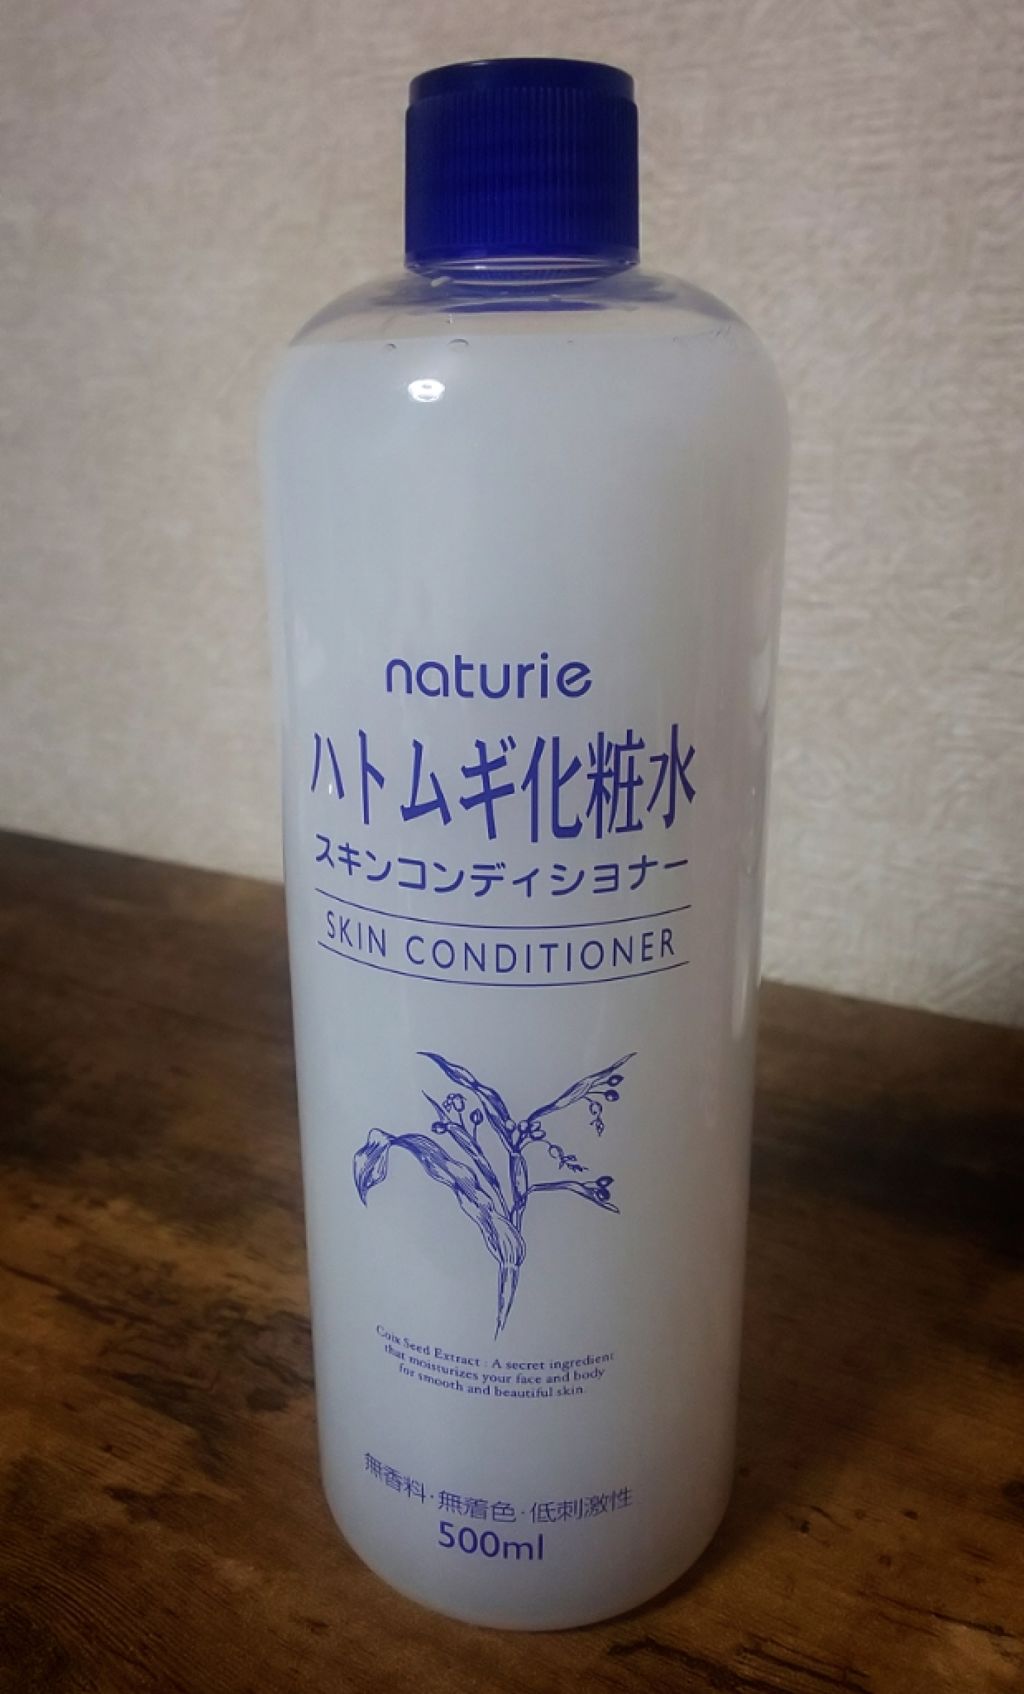 naturie
ハトムギ化粧水
スキンコンディショナー
SKIN CONDITIONER
Coix Seed Extract : A secret ingredient
that moisturizes your face and body
for smooth and beautiful skin.
無香料・無着色・低刺激性
500ml